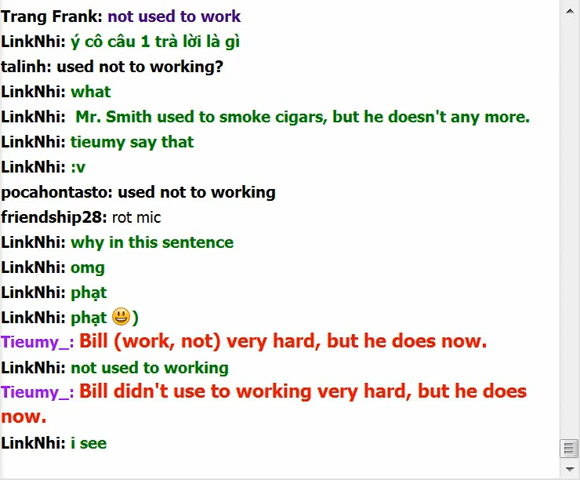 Trang Frank: not used to work
LinkNhi: ý cô câu 1 trà lời là gì
talinh: used not to working?
LinkNhi: what
LinkNhi: Mr. Smith used to smoke cigars, but he doesn't any more.
LinkNhi: tieumy say that
LinkNhi: :v
pocahontasto: used not to working
friendship28: rot mic
LinkNhi: why in this sentence
LinkNhi: omg
LinkNhi: phạt
LinkNhi: phạt 😃)
Tieumy_: Bill (work, not) very hard, but he does now.
LinkNhi: not used to working
Tieumy_: Bill didn't use to working very hard, but he does
now.
LinkNhi: i see